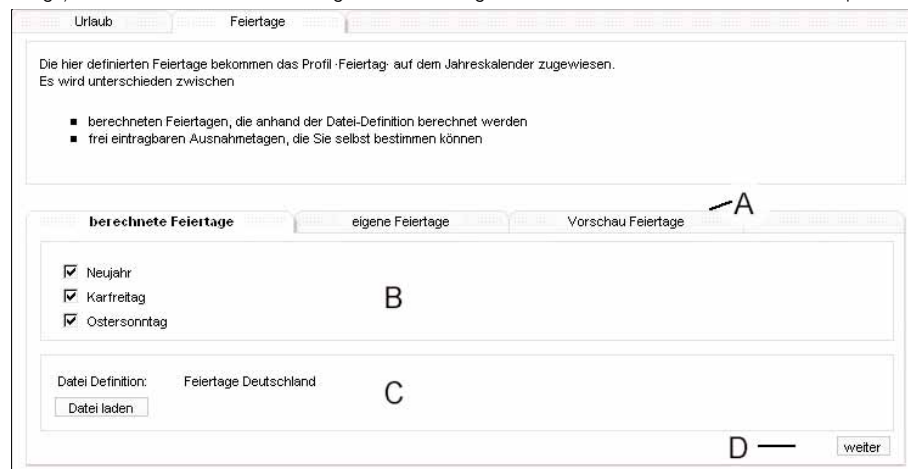 Urlaub Feiertage
Die hier definierten Feiertage bekommen das Profil -Feiertag- auf dem Jahreskalender zugewiesen.
Es wird unterschieden zwischen
berechneten Feiertagen, die anhand der Datei-Definition berechnet werden
frei eintragbaren Ausnahmetagen, die Sie selbst bestimmen können
A
berechnete Feiertage eigene Feiertage Vorschau Feiertage
Neujahr
Karfreitag
Ostersonntag
B
Datei Definition: Feiertage Deutschland
Datei laden
C
D weiter